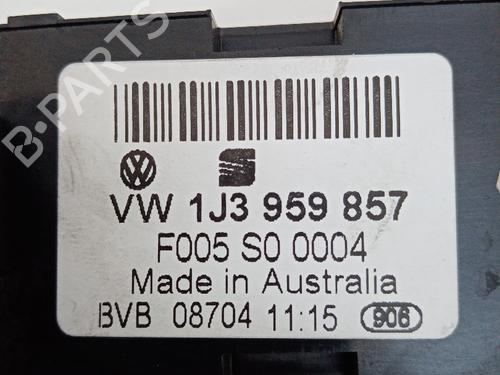 VW 1J3 959 857
F005 S0 0004
Made in Australia
BVB 08704 11:15 906
B-PARTS